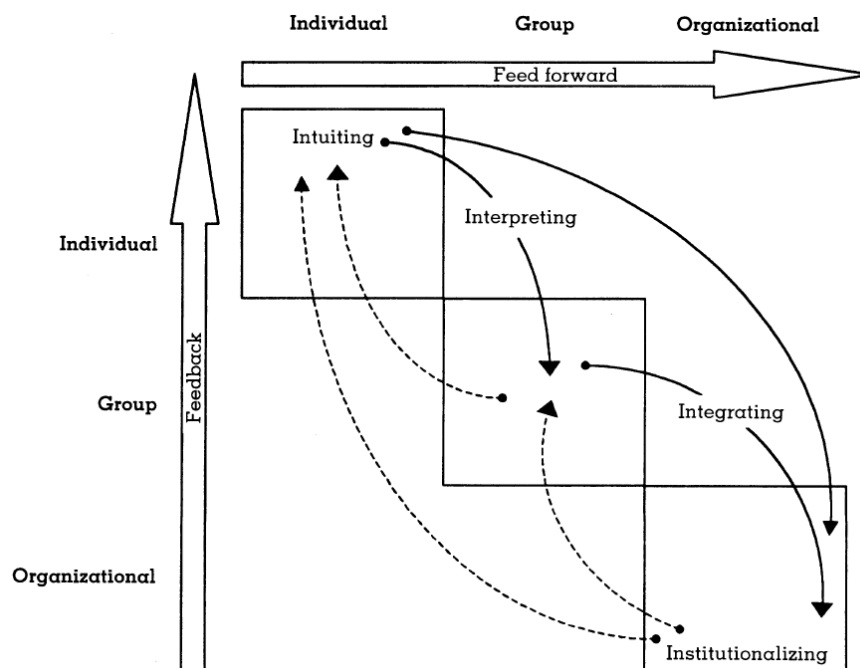 Individual Group Organizational
Feed forward
Intuiting
Interpreting
Individual
Feedback
Group
Integrating
Organizational
Institutionalizing